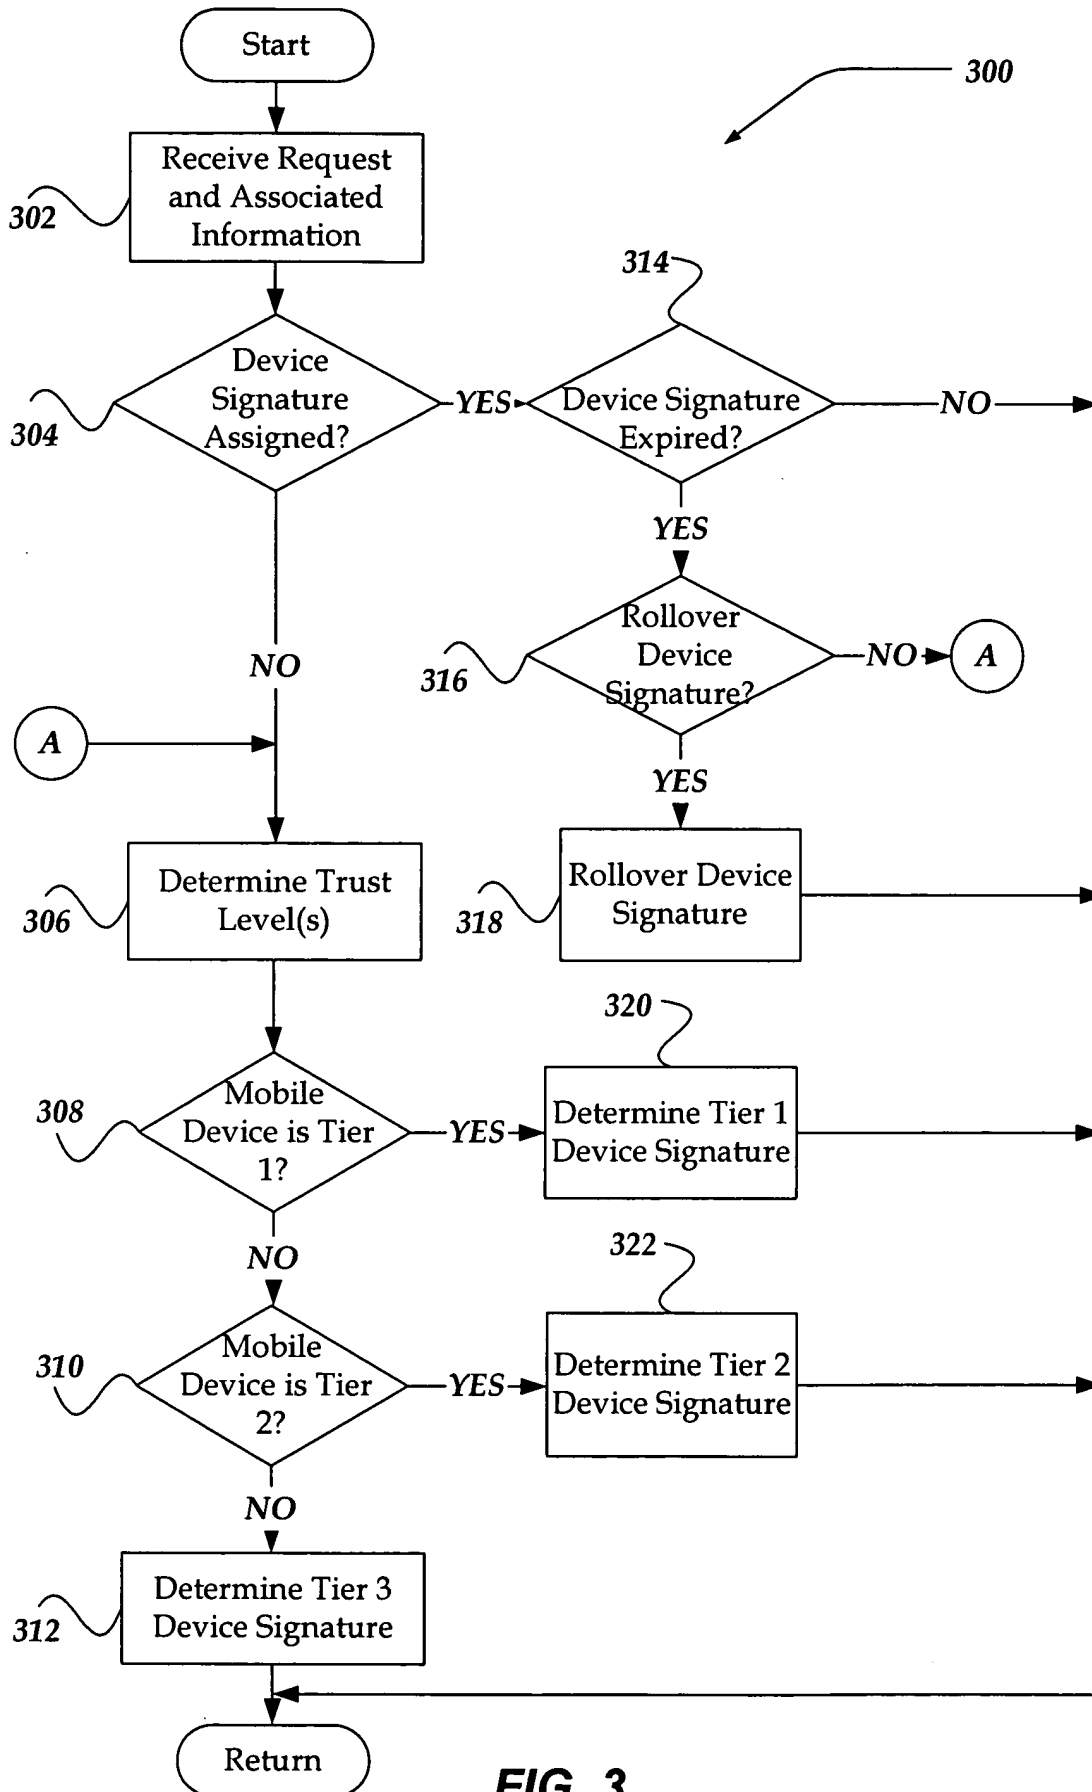 Start
300
Receive Request
and Associated
Information
302
314
Device
Signature
Assigned?
304
YES
Device Signature
Expired?
NO
YES
Rollover
Device
Signature?
316
NO
A
NO
A
YES
Determine Trust
Level(s)
306
Rollover Device
Signature
318
320
Mobile
Device is Tier
1?
308
YES
Determine Tier 1
Device Signature
NO
322
Mobile
Device is Tier
2?
310
YES
Determine Tier 2
Device Signature
NO
Determine Tier 3
Device Signature
312
Return
FIG. 3